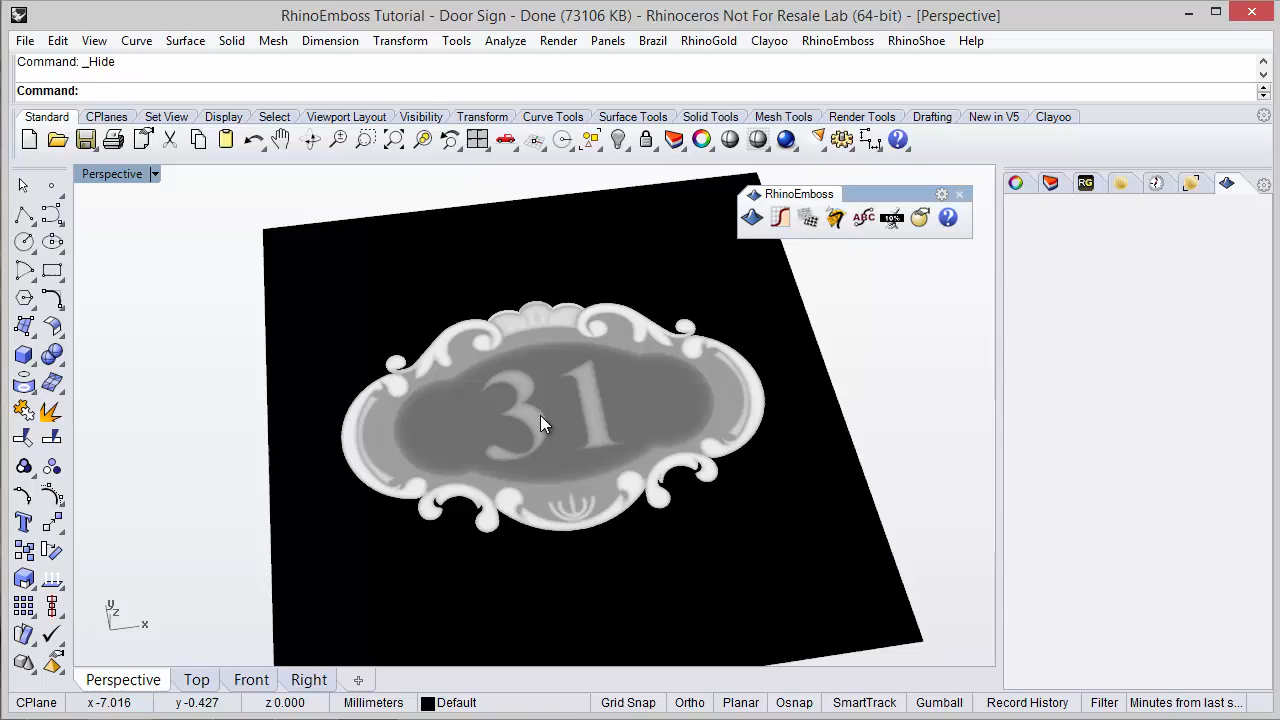 RhinoEmboss Tutorial - Door Sign - Done (73106 KB) - Rhinoceros Not For Resale Lab (64-bit) - [Perspective]
File Edit View Curve Surface Solid Mesh Dimension Transform Tools Analyze Render Panels Brazil RhinoGold Clayoo RhinoEmboss RhinoShoe Help
Command: _Hide
Command:
Standard CPlanes Set View Display Select Viewport Layout Visibility Transform Curve Tools Surface Tools Solid Tools Mesh Tools Render Tools Drafting New in V5 Clayoo
Perspective
RhinoEmboss
RG
ABC
10%
31
y
z
x
Perspective Top Front Right
CPlane x -7.016 y -0.427 z 0.000 Millimeters Default Grid Snap Ortho Planar Osnap SmartTrack Gumball Record History Filter Minutes from last s...